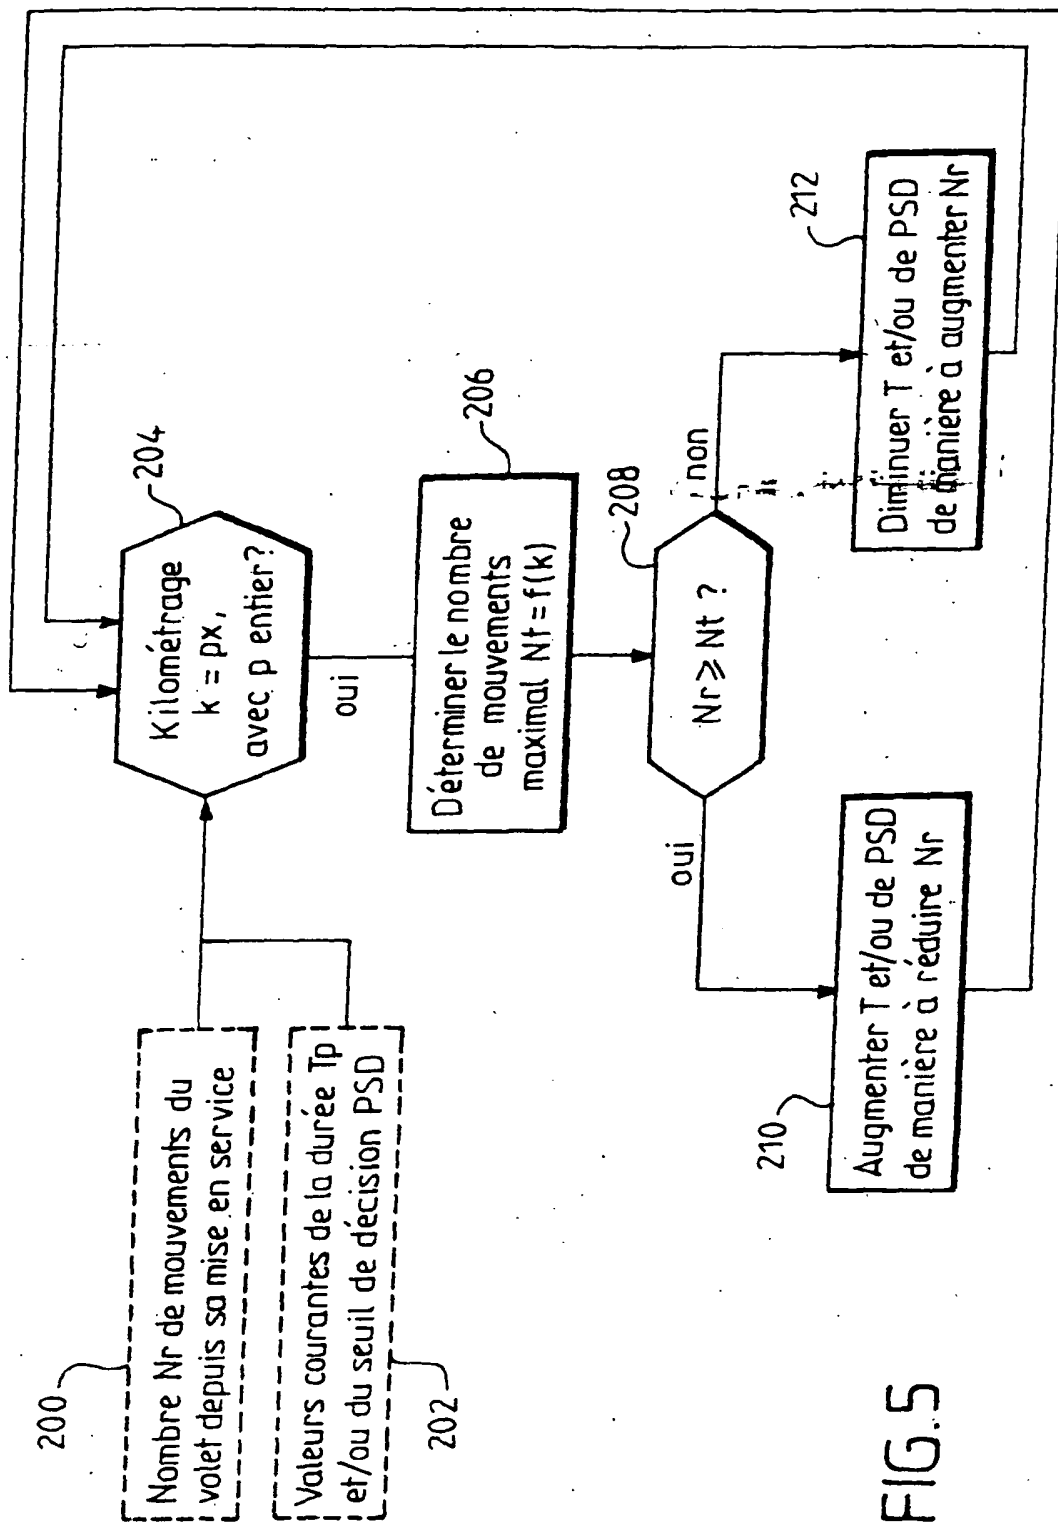 200
Nombre Nr de mouvements du
volet depuis sa mise en service
Valeurs courantes de la durée Tp
et/ou du seuil de décision PSD
202
204
Kilométrage
k = px,
avec p entier?
oui
206
Déterminer le nombre
de mouvements
maximal Nt = f(k)
208
Nr ⩾ Nt ?
oui
non
210
Augmenter T et/ou de PSD
de manière à réduire Nr
212
Diminuer T et/ou de PSD
de manière à augmenter Nr
FIG.5